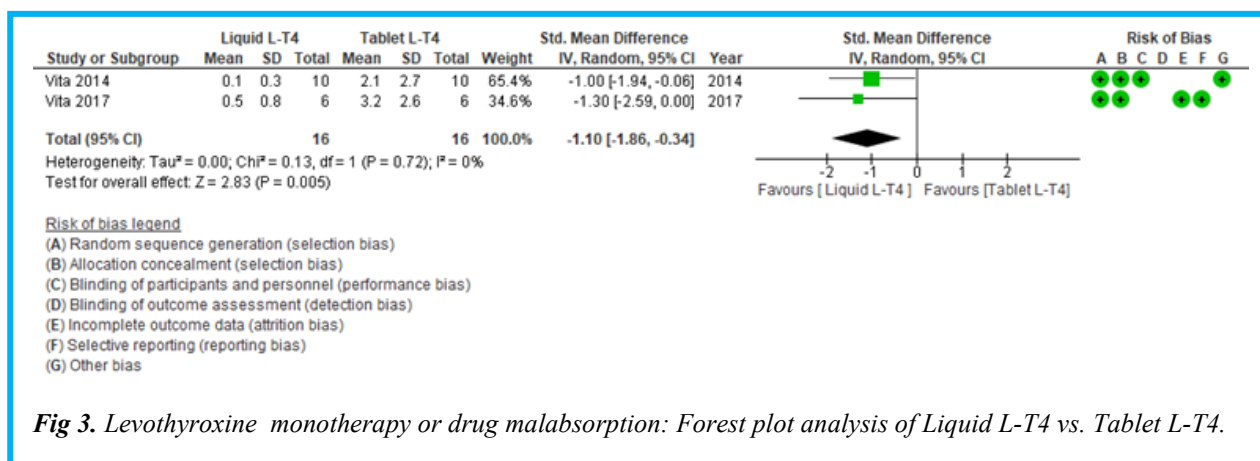 Liquid L-T4 Tablet L-T4 Std. Mean Difference Std. Mean Difference Risk of Bias
Study or Subgroup Mean SD Total Mean SD Total Weight IV, Random, 95% CI Year IV, Random, 95% CI A B C D E F G
Vita 2014 0.1 0.3 10 2.1 2.7 10 65.4% -1.00 [-1.94, -0.06] 2014
Vita 2017 0.5 0.8 6 3.2 2.6 6 34.6% -1.30 [-2.59, 0.00] 2017
Total (95% CI) 16 16 100.0% -1.10 [-1.86, -0.34]
Heterogeneity: Tau² = 0.00; Chi² = 0.13, df = 1 (P = 0.72); I² = 0%
Test for overall effect: Z = 2.83 (P = 0.005)
-2 -1 0 1 2
Favours [ Liquid L-T4 ] Favours [Tablet L-T4]
Risk of bias legend
(A) Random sequence generation (selection bias)
(B) Allocation concealment (selection bias)
(C) Blinding of participants and personnel (performance bias)
(D) Blinding of outcome assessment (detection bias)
(E) Incomplete outcome data (attrition bias)
(F) Selective reporting (reporting bias)
(G) Other bias
Fig 3. Levothyroxine monotherapy or drug malabsorption: Forest plot analysis of Liquid L-T4 vs. Tablet L-T4.